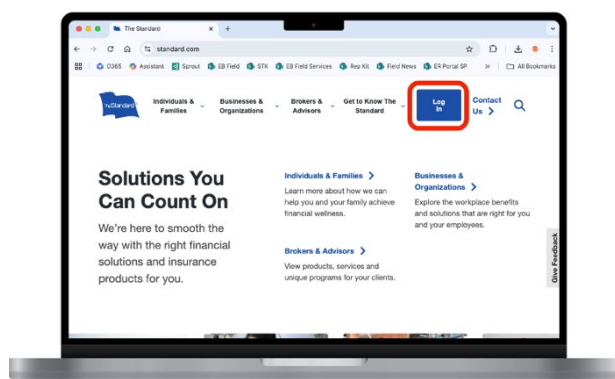 The Standard
standard.com
0365 Assistant Sprout EB Field STK EB Field Services Rep Kit Field News ER Portal SP » All Bookmarks
TheStandard
Individuals & Families
Businesses & Organizations
Brokers & Advisors
Get to Know The Standard
Log In
Contact Us >
Solutions You
Can Count On
We're here to smooth the
way with the right financial
solutions and insurance
products for you.
Individuals & Families >
Learn more about how we can
help you and your family achieve
financial wellness.
Businesses &
Organizations >
Explore the workplace benefits
and solutions that are right for you
and your employees.
Brokers & Advisors >
View products, services and
unique programs for your clients.
Give Feedback